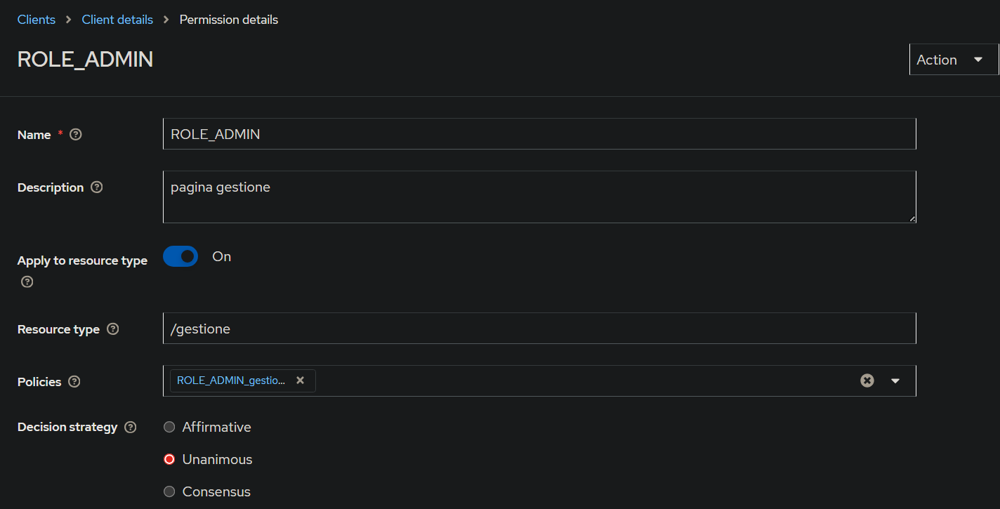 Clients > Client details > Permission details
ROLE_ADMIN
Action
Name * ?
ROLE_ADMIN
Description ?
pagina gestione
Apply to resource type
?
On
Resource type ?
/gestione
Policies ?
ROLE_ADMIN_gestio...
Decision strategy ?
Affirmative
Unanimous
Consensus